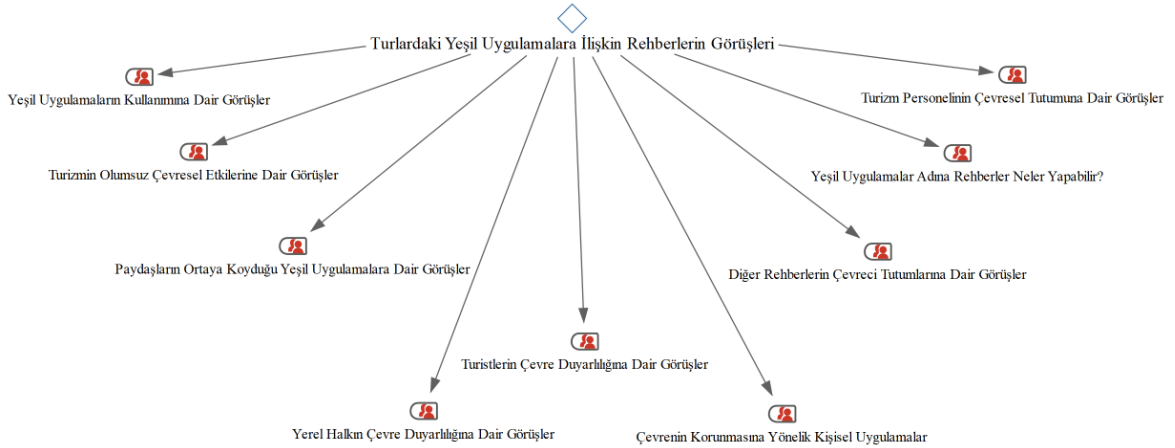 Turlardaki Yeşil Uygulamalara İlişkin Rehberlerin Görüşleri
Yeşil Uygulamaların Kullanımına Dair Görüşler
Turizm Personelinin Çevresel Tutumuna Dair Görüşler
Turizmin Olumsuz Çevresel Etkilerine Dair Görüşler
Yeşil Uygulamalar Adına Rehberler Neler Yapabilir?
Paydaşların Ortaya Koyduğu Yeşil Uygulamalara Dair Görüşler
Diğer Rehberlerin Çevreci Tutumlarına Dair Görüşler
Turistlerin Çevre Duyarlılığına Dair Görüşler
Yerel Halkın Çevre Duyarlılığına Dair Görüşler
Çevrenin Korunmasına Yönelik Kişisel Uygulamalar